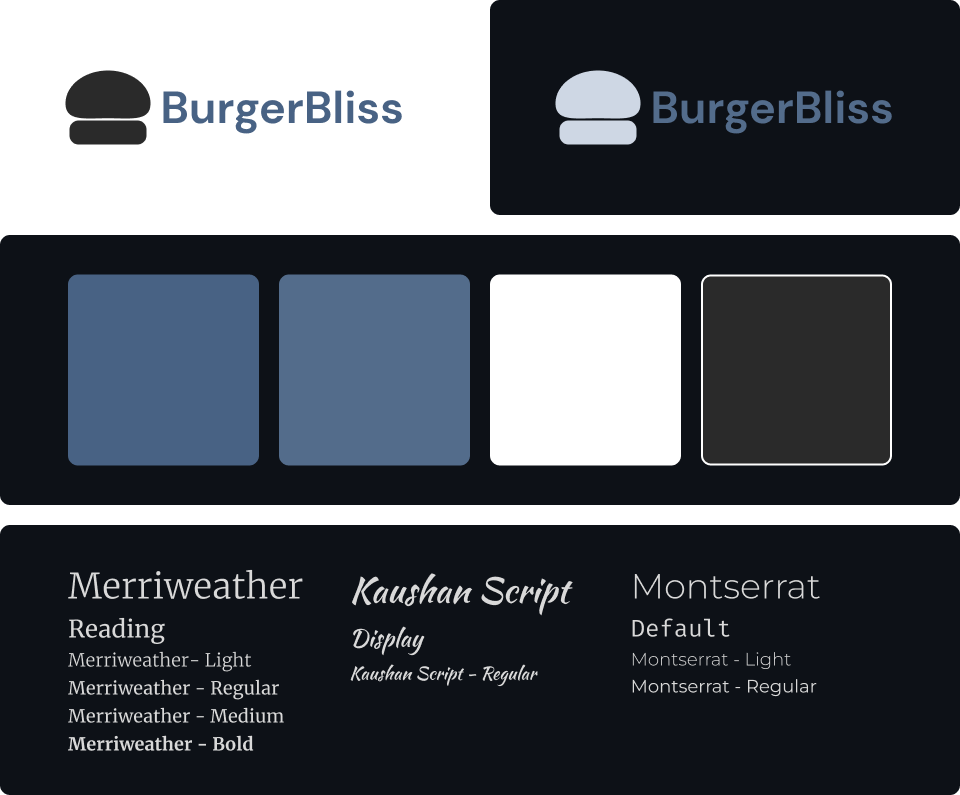 BurgerBliss
BurgerBliss
Merriweather
Reading
Merriweather- Light
Merriweather - Regular
Merriweather - Medium
Merriweather - Bold
Kaushan Script
Display
Kaushan Script - Regular
Montserrat
Default
Montserrat - Light
Montserrat - Regular